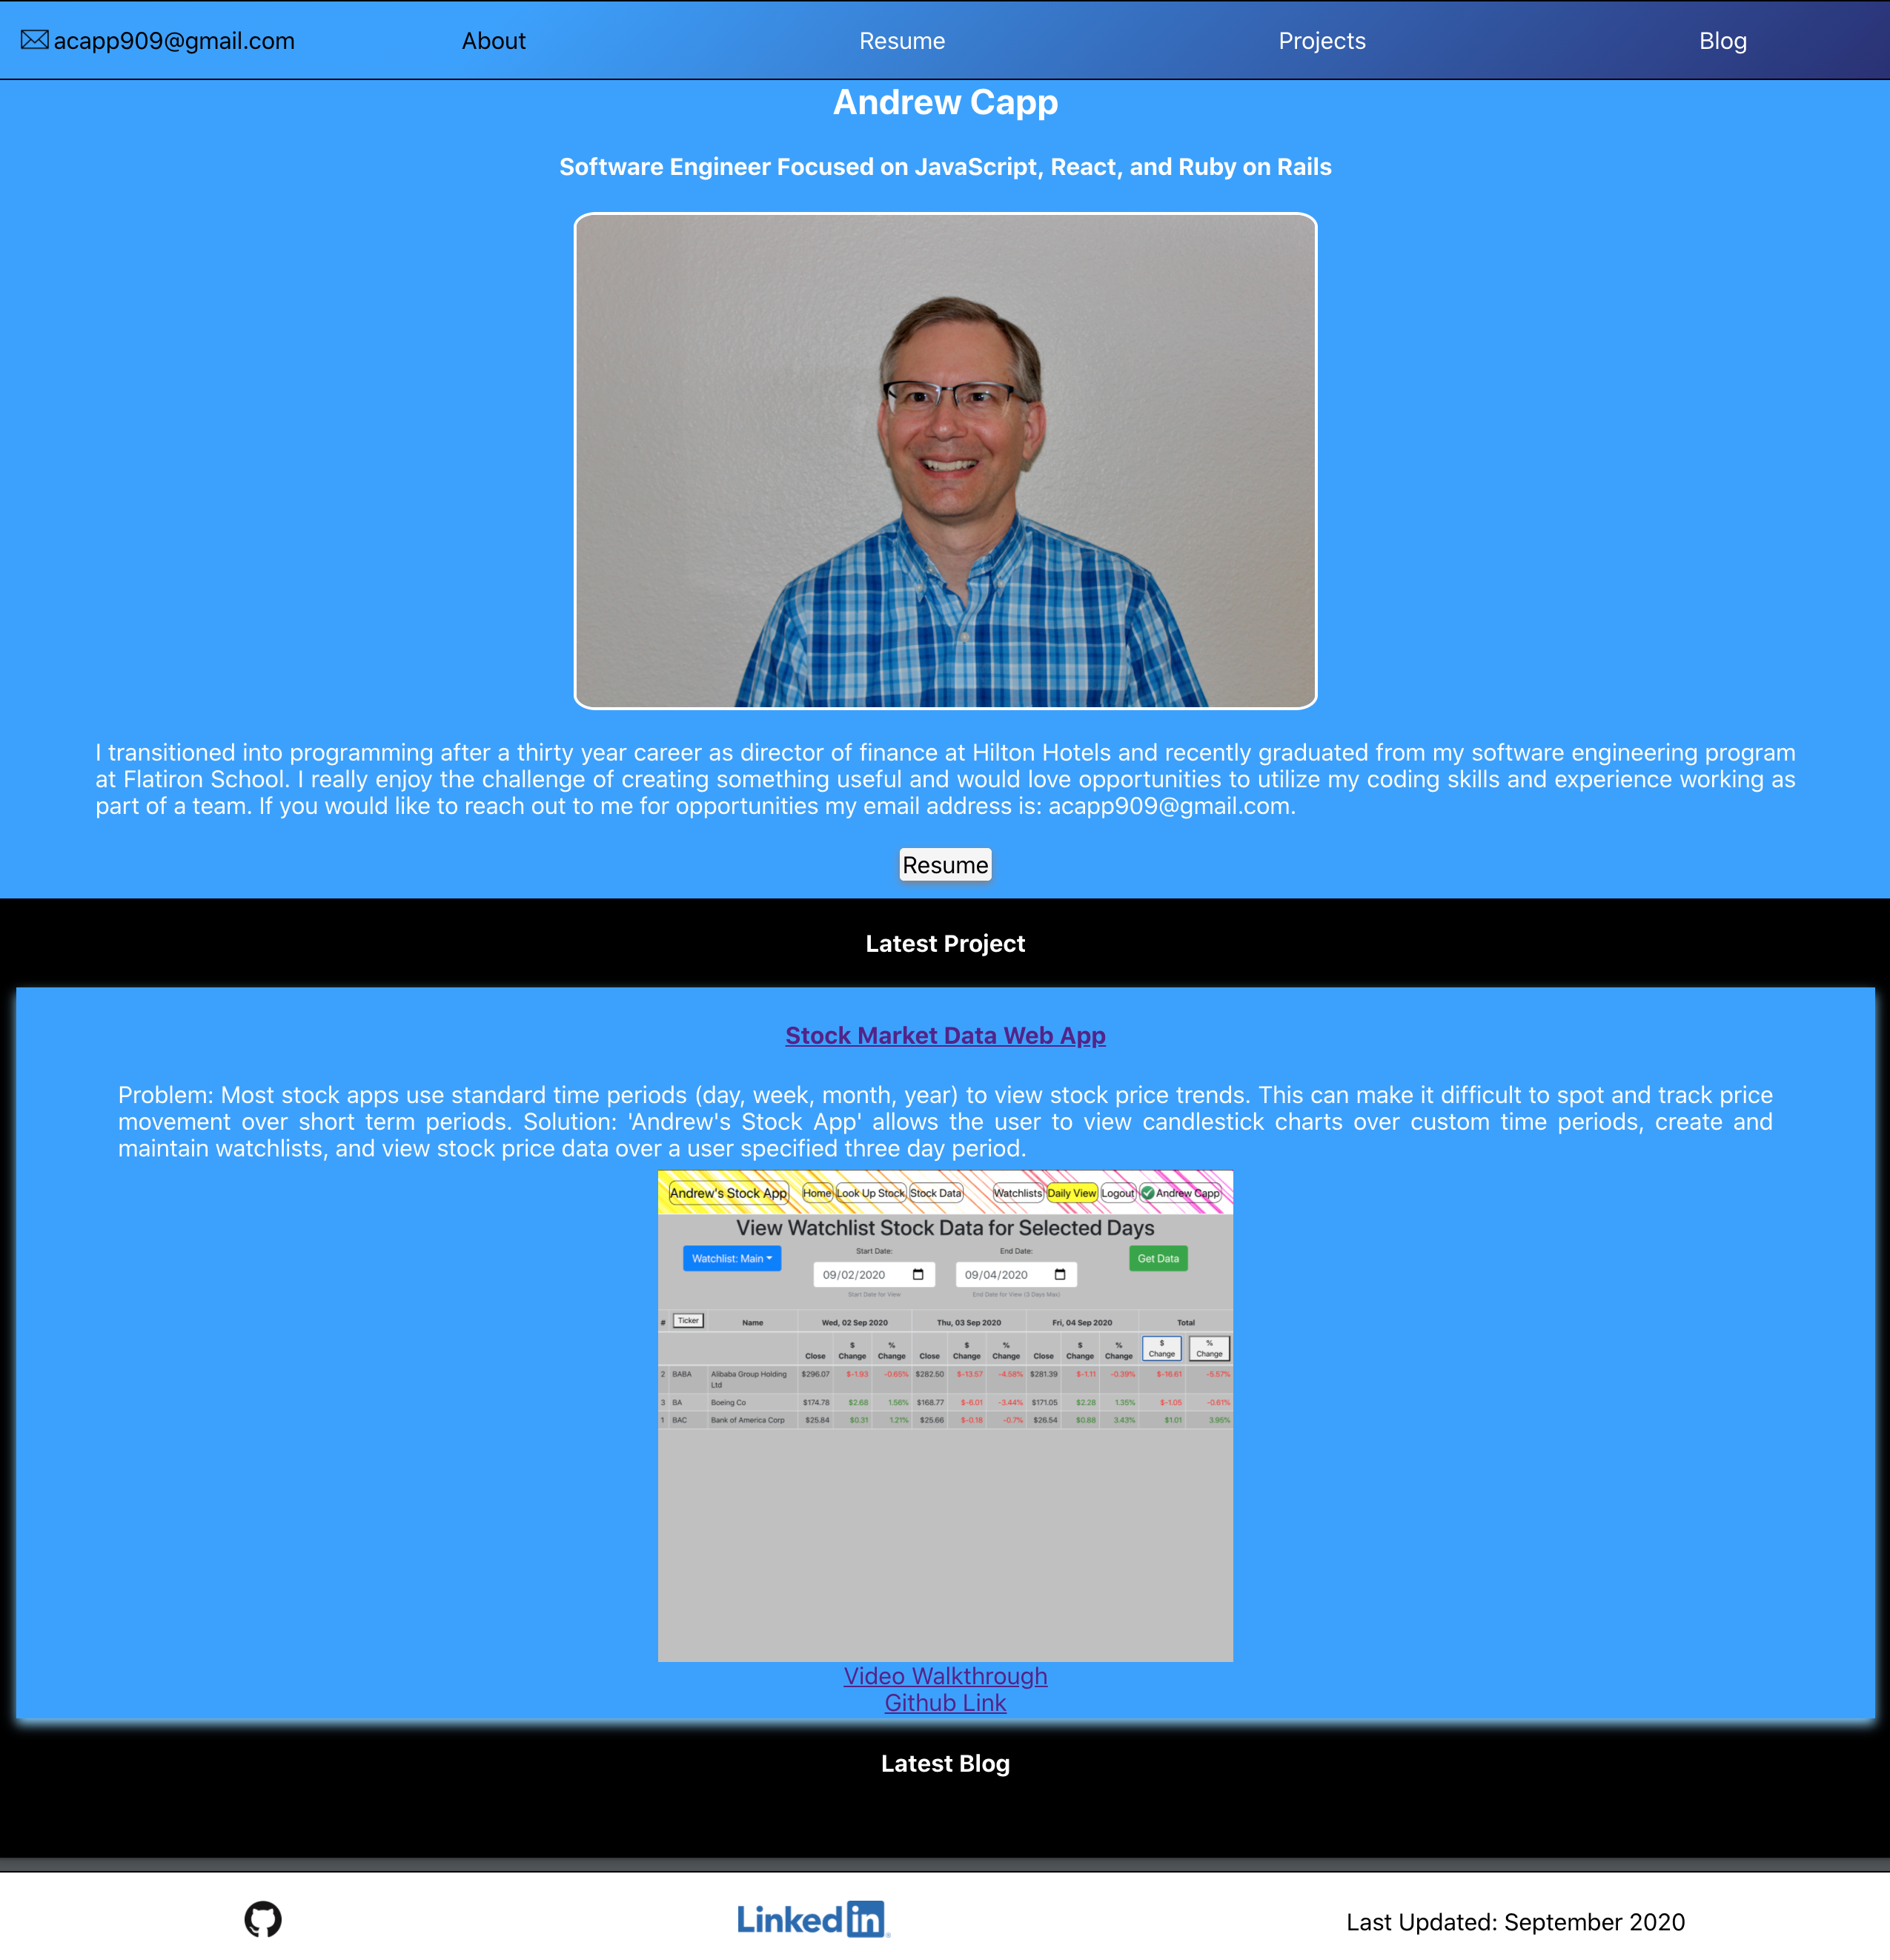 acapp909@gmail.com About Resume Projects Blog
Andrew Capp
Software Engineer Focused on JavaScript, React, and Ruby on Rails
I transitioned into programming after a thirty year career as director of finance at Hilton Hotels and recently graduated from my software engineering program
at Flatiron School. I really enjoy the challenge of creating something useful and would love opportunities to utilize my coding skills and experience working as
part of a team. If you would like to reach out to me for opportunities my email address is: acapp909@gmail.com.
Resume
Latest Project
Stock Market Data Web App
Problem: Most stock apps use standard time periods (day, week, month, year) to view stock price trends. This can make it difficult to spot and track price
movement over short term periods. Solution: 'Andrew's Stock App' allows the user to view candlestick charts over custom time periods, create and
maintain watchlists, and view stock price data over a user specified three day period.
Andrew's Stock App Home Look Up Stock Stock Data Watchlists Daily View Logout Andrew Capp
View Watchlist Stock Data for Selected Days
Start Date: End Date:
Watchlist: Main Get Data
09/02/2020 09/04/2020
Start Date for View End Date for View (3 Days Max)
# Ticker Name Wed, 02 Sep 2020 Thu, 03 Sep 2020 Fri, 04 Sep 2020 Total
$ % $ % $ % $ %
Close Change Change Close Change Change Close Change Change Change Change
2 BABA Alibaba Group Holding $296.07 $-1.93 -0.65% $282.50 $-13.57 -4.58% $281.39 $-1.11 -0.39% $-16.61 -5.57%
Ltd
3 BA Boeing Co $174.78 $2.68 1.56% $168.77 $-6.01 -3.44% $171.05 $2.28 1.35% $-1.05 -0.61%
1 BAC Bank of America Corp $25.84 $0.31 1.21% $25.66 $-0.18 -0.7% $26.54 $0.88 3.43% $1.01 3.95%
Video Walkthrough
Github Link
Latest Blog
Linked in Last Updated: September 2020